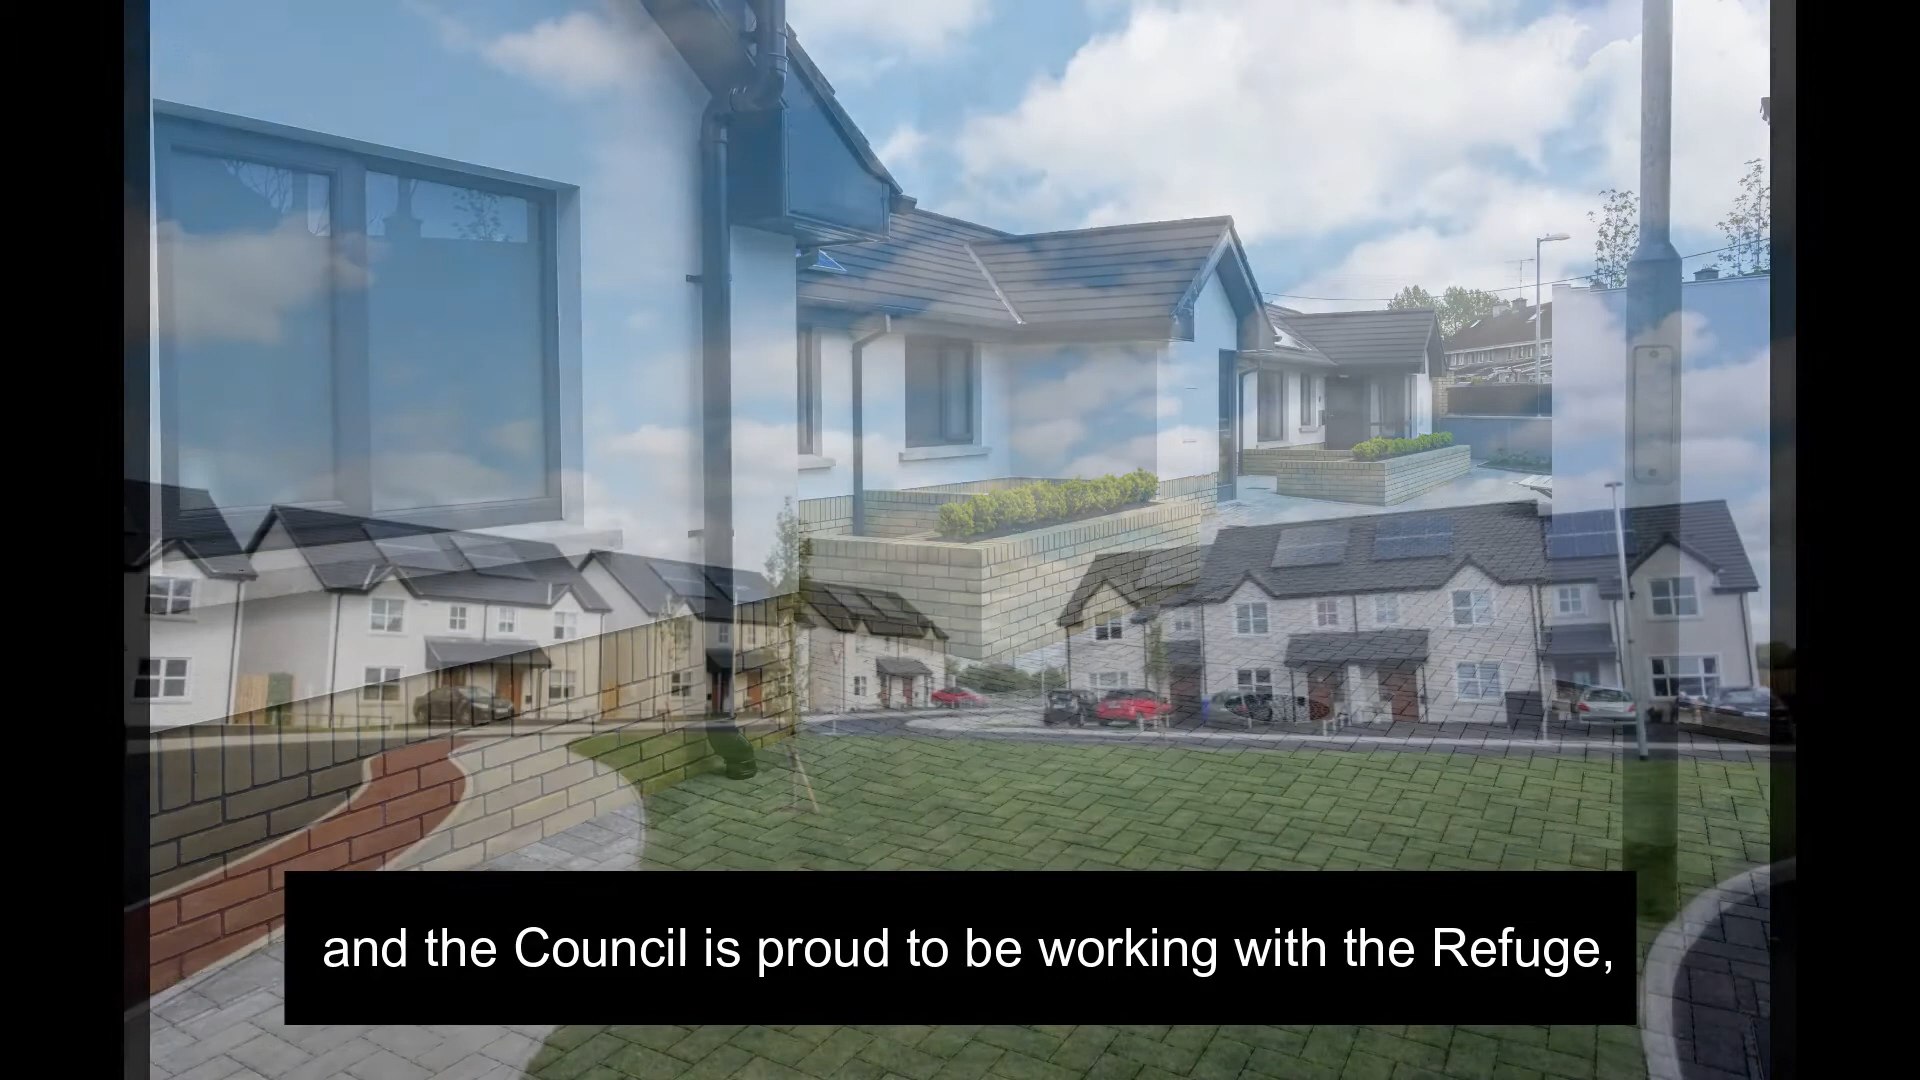 and the Council is proud to be working with the Refuge,